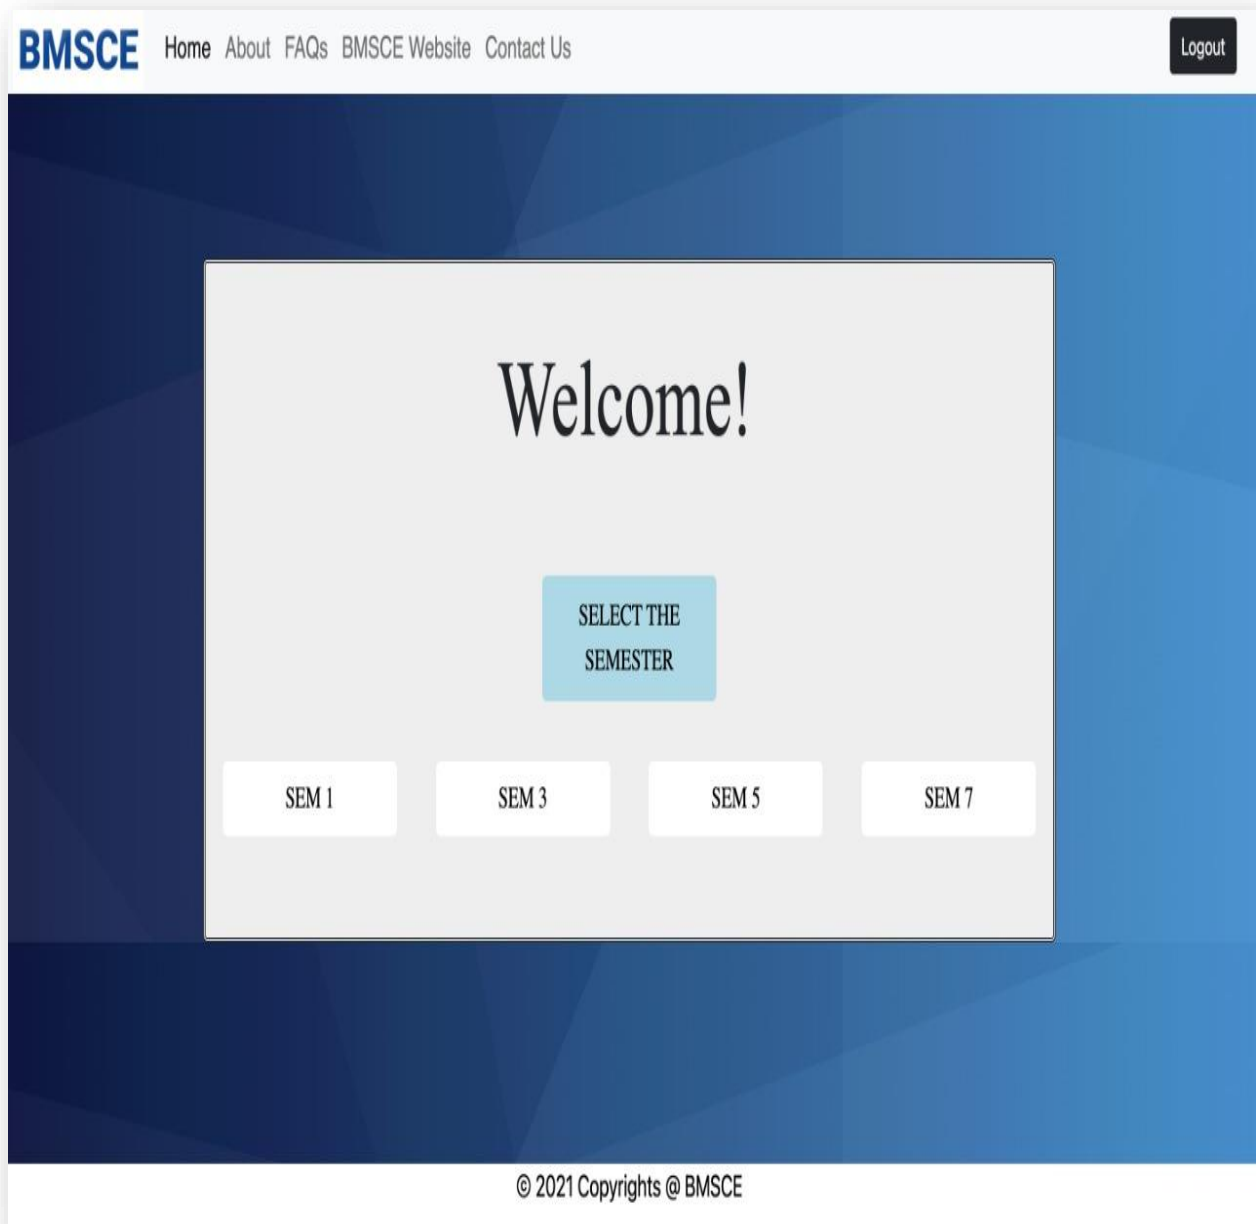 BMSCE Home About FAQs BMSCE Website Contact Us Logout
Welcome!
SELECT THE
SEMESTER
SEM 1 SEM 3 SEM 5 SEM 7
© 2021 Copyrights @ BMSCE